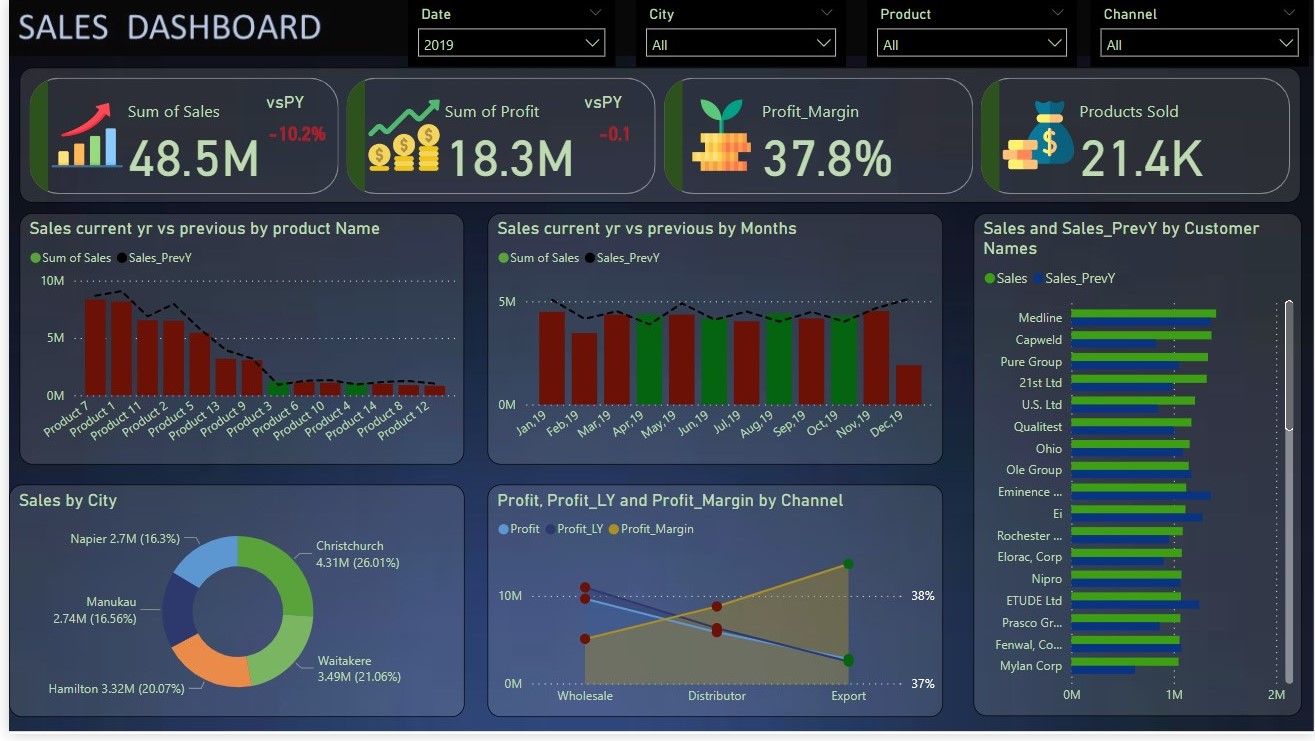 SALES DASHBOARD
Date
2019
City
All
Product
All
Channel
All
Sum of Sales
48.5M
vsPY
-10.2%
Sum of Profit
18.3M
vsPY
-0.1
Profit_Margin
37.8%
Products Sold
21.4K
Sales current yr vs previous by product Name
Sum of Sales Sales_PrevY
10M
5M
0M
Product 7
Product 1
Product 11
Product 2
Product 5
Product 13
Product 9
Product 3
Product 6
Product 10
Product 4
Product 14
Product 8
Product 12
Sales current yr vs previous by Months
Sum of Sales Sales_PrevY
5M
0M
Jan,19
Feb,19
Mar,19
Apr,19
May,19
Jun,19
Jul,19
Aug,19
Sep,19
Oct,19
Nov,19
Dec,19
Sales and Sales_PrevY by Customer
Names
Sales Sales_PrevY
Medline
Capweld
Pure Group
21st Ltd
U.S. Ltd
Qualitest
Ohio
Ole Group
Eminence ...
Ei
Rochester ...
Elorac, Corp
Nipro
ETUDE Ltd
Prasco Gr...
Fenwal, Co...
Mylan Corp
0M 1M 2M
Sales by City
Napier 2.7M (16.3%)
Christchurch
4.31M (26.01%)
Manukau
2.74M (16.56%)
Waitakere
3.49M (21.06%)
Hamilton 3.32M (20.07%)
Profit, Profit_LY and Profit_Margin by Channel
Profit Profit_LY Profit_Margin
10M
0M
38%
37%
Wholesale Distributor Export